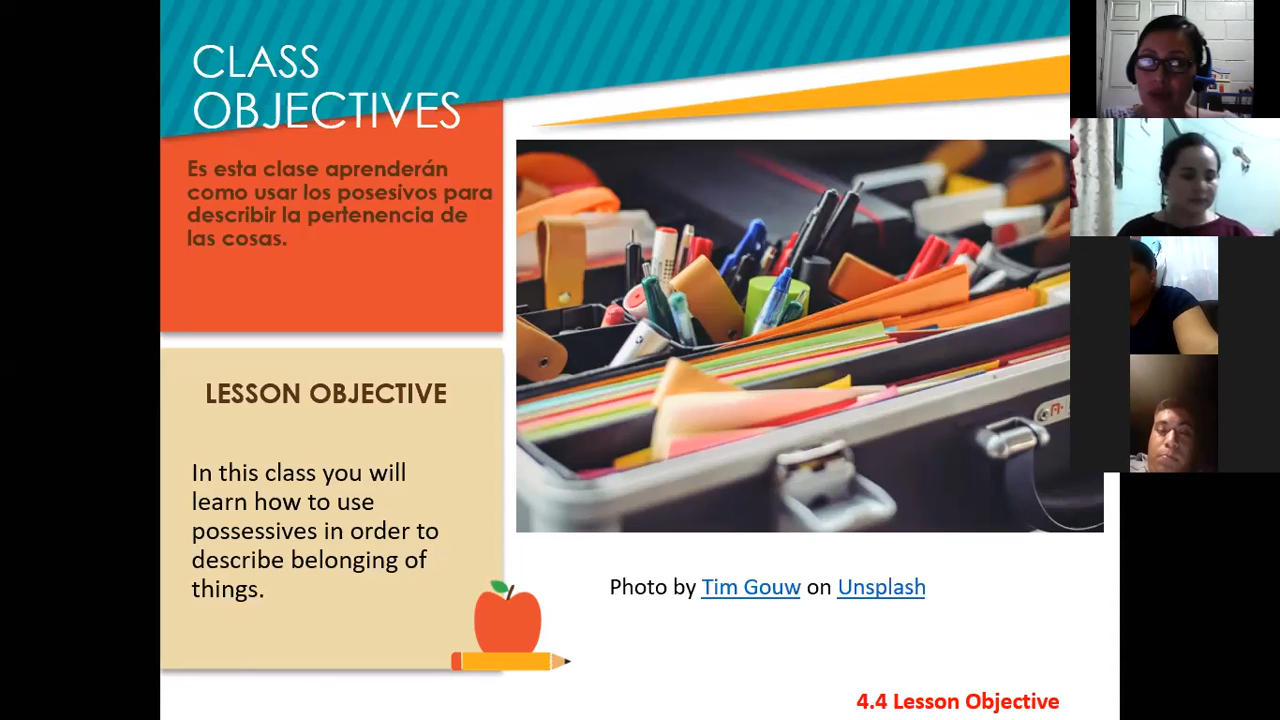 CLASS
OBJECTIVES
Es esta clase aprenderán
como usar los posesivos para
describir la pertenencia de
las cosas.
LESSON OBJECTIVE
In this class you will
learn how to use
possessives in order to
describe belonging of
things.
Photo by Tim Gouw on Unsplash
4.4 Lesson Objective